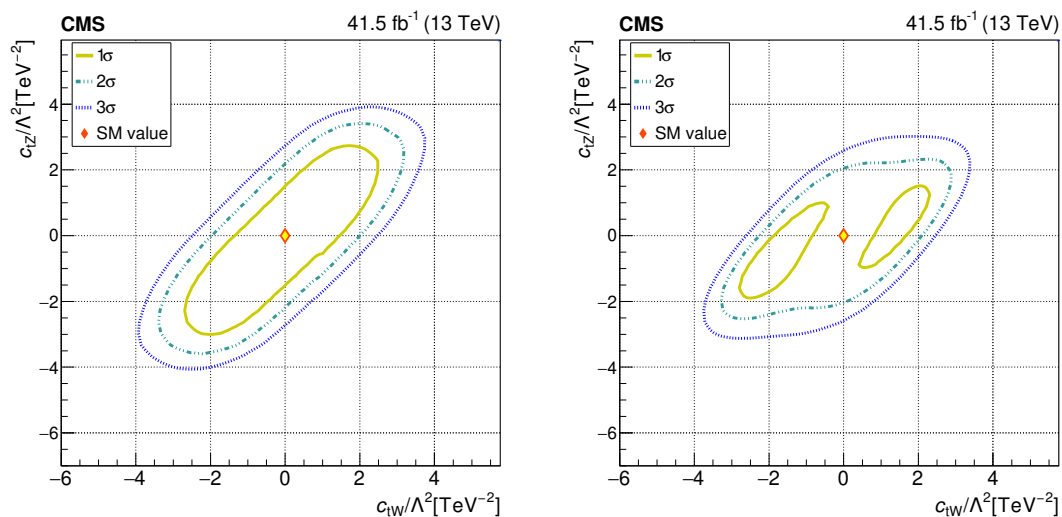 CMS 41.5 fb⁻¹ (13 TeV)
c_tZ/Λ²[TeV⁻²]
1σ
2σ
3σ
SM value
4
2
0
−2
−4
−6
−6 −4 −2 0 2 4
c_tW/Λ²[TeV⁻²]
CMS 41.5 fb⁻¹ (13 TeV)
c_tZ/Λ²[TeV⁻²]
1σ
2σ
3σ
SM value
4
2
0
−2
−4
−6
−6 −4 −2 0 2 4
c_tW/Λ²[TeV⁻²]